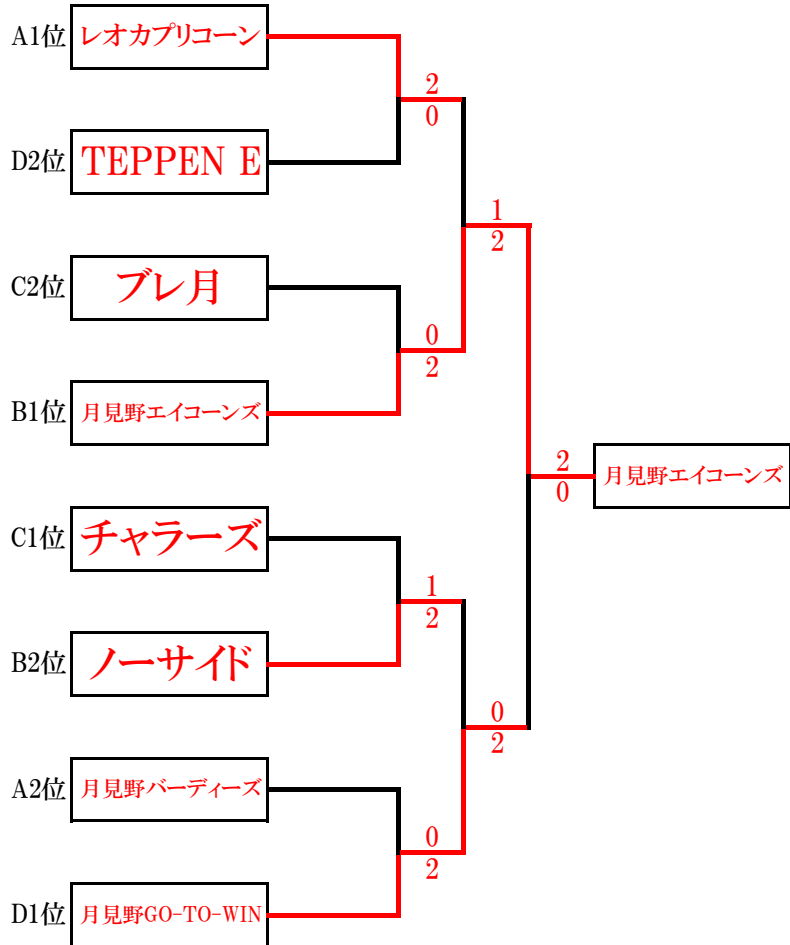 A1位 レオカプリコーン
2
0
D2位 TEPPEN E
1
2
C2位 ブレ月
0
2
B1位 月見野エイコーンズ
2
0
月見野エイコーンズ
C1位 チャラーズ
1
2
B2位 ノーサイド
0
2
A2位 月見野バーディーズ
0
2
D1位 月見野GO-TO-WIN